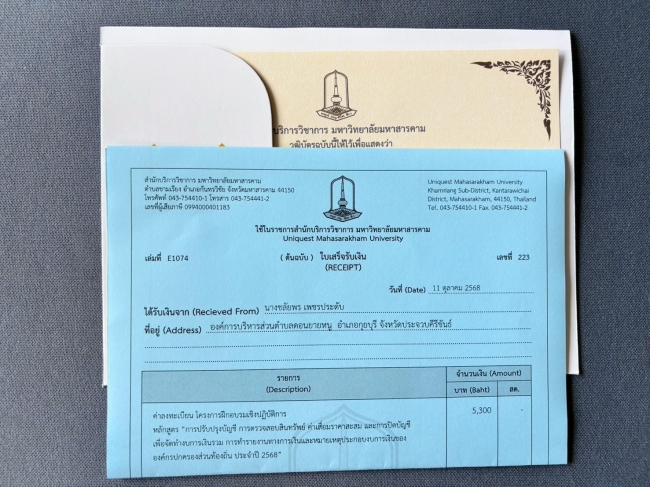 บริการวิชาการ มหาวิทยาลัยมหาสารคาม
วุฒิบัตรฉบับนี้ให้ไว้เพื่อแสดงว่า
สำนักบริการวิชาการ มหาวิทยาลัยมหาสารคาม
ตำบลขามเรียง อำเภอกันทรวิชัย จังหวัดมหาสารคาม 44150
โทรศัพท์ 043-754410-1 โทรสาร 043-754441-2
เลขที่ผู้เสียภาษี 0994000401183
Uniquest Mahasarakham University
Khamriang Sub-District, Kantarawichai
District, Mahasarakham, 44150, Thailand
Tel. 043-754410-1 Fax. 043-754441-2
ใช้ในราชการสำนักบริการวิชาการ มหาวิทยาลัยมหาสารคาม
Uniquest Mahasarakham University
เล่มที่ E1074
( ต้นฉบับ ) ใบเสร็จรับเงิน
(RECEIPT)
เลขที่ 223
วันที่ (Date) 11 ตุลาคม 2568
ได้รับเงินจาก (Recieved From) นางชลัยพร เพชรประดับ
ที่อยู่ (Address) องค์การบริหารส่วนตำบลดอนยายหนู อำเภอกุยบุรี จังหวัดประจวบคีรีขันธ์
รายการ
(Description)
จำนวนเงิน (Amount)
บาท (Baht) สต.
ค่าลงทะเบียน โครงการฝึกอบรมเชิงปฏิบัติการ 5,300 -
หลักสูตร "การปรับปรุงบัญชี การตรวจสอบสินทรัพย์ ค่าเสื่อมราคาสะสม และการปิดบัญชี
เพื่อจัดทำงบการเงินรวม การทำรายงานทางการเงินและหมายเหตุประกอบงบการเงินของ
องค์กรปกครองส่วนท้องถิ่น ประจำปี 2568"